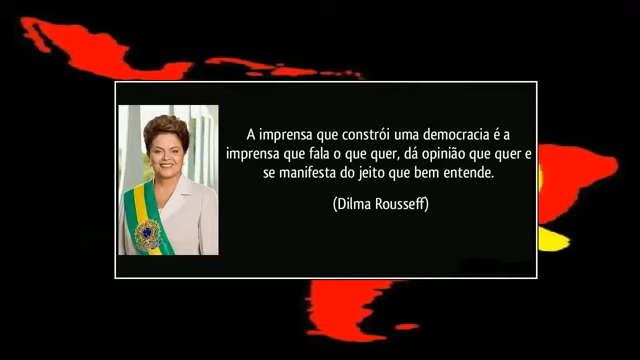 A imprensa que constrói uma democracia é a
imprensa que fala o que quer, dá opinião que quer e
se manifesta do jeito que bem entende.
(Dilma Rousseff)